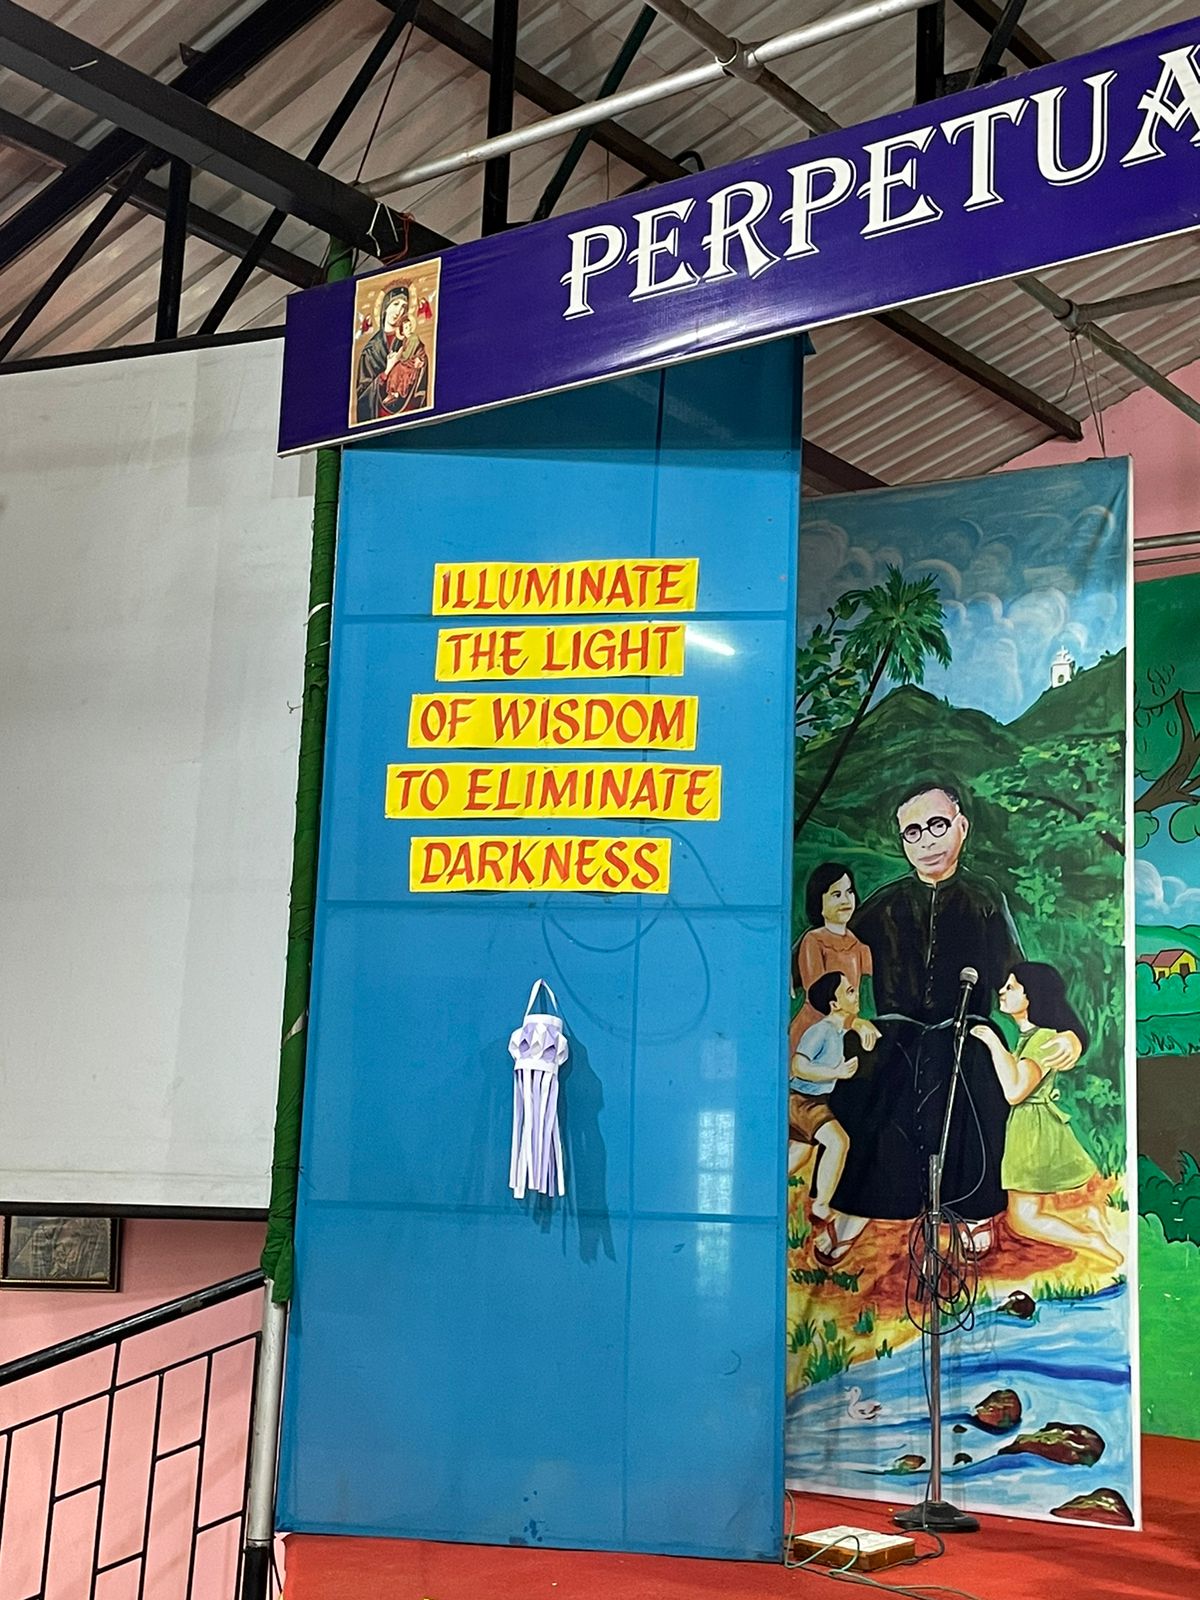 PERPETUA
ILLUMINATE
THE LIGHT
OF WISDOM
TO ELIMINATE
DARKNESS